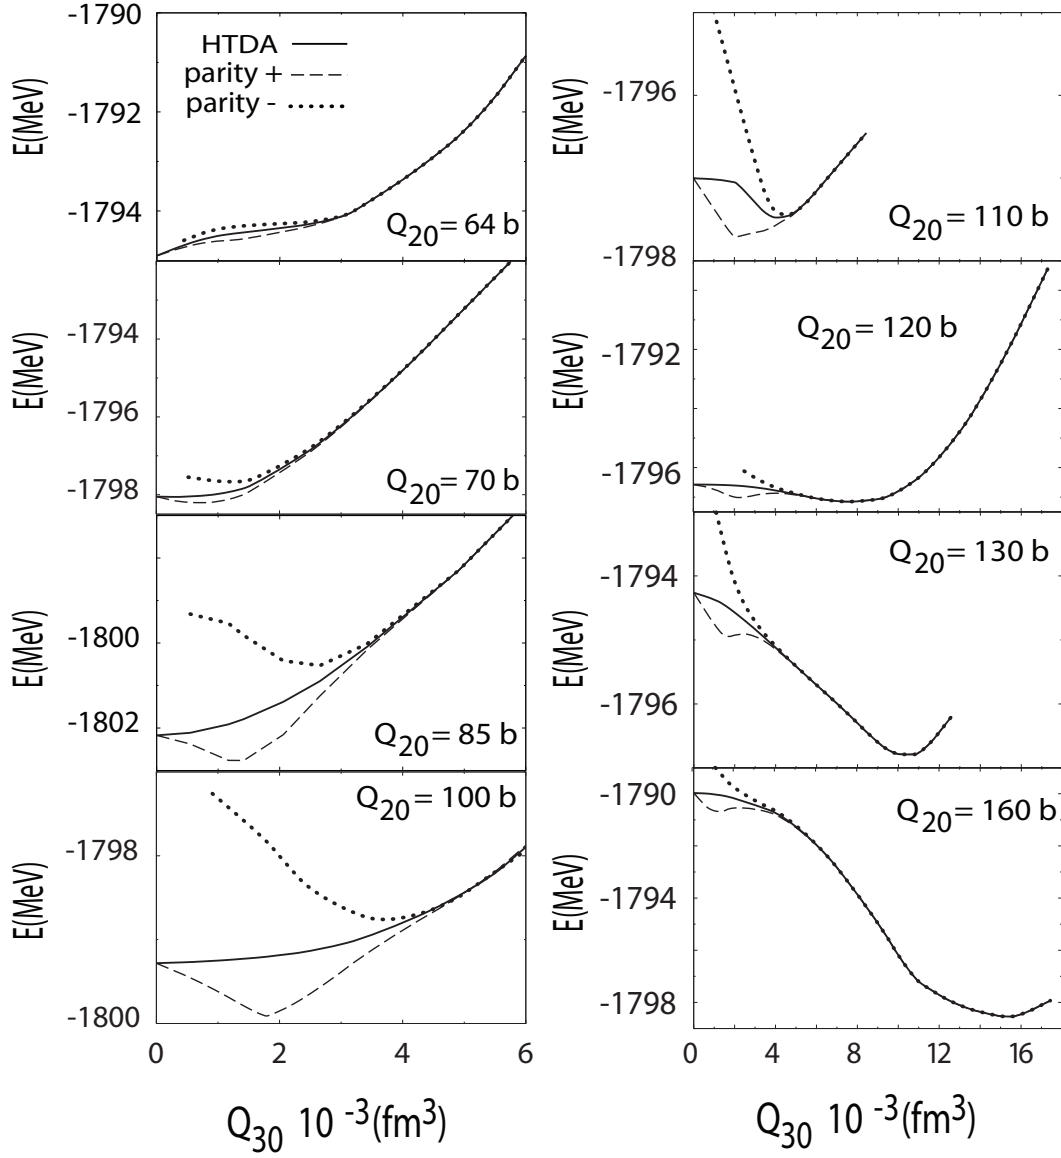 -1790
-1792
-1794
E(MeV)
HTDA
parity +
parity -
Q20 = 64 b
-1794
-1796
-1798
E(MeV)
Q20 = 70 b
-1800
-1802
E(MeV)
Q20 = 85 b
-1798
-1800
E(MeV)
Q20 = 100 b
0 2 4 6
Q30 10 -3 (fm3)
-1796
-1798
E(MeV)
Q20 = 110 b
-1792
-1796
E(MeV)
Q20 = 120 b
-1794
-1796
E(MeV)
Q20 = 130 b
-1790
-1794
-1798
E(MeV)
Q20 = 160 b
0 4 8 12 16
Q30 10 -3 (fm3)